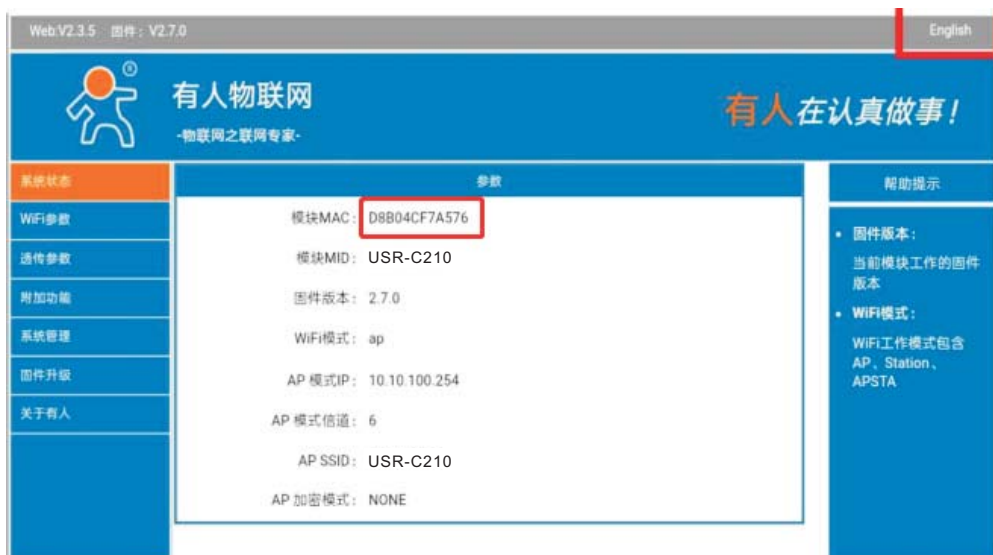 Web:V2.3.5 固件：V2.7.0
English
®
有人物联网
-物联网之联网专家-
有人在认真做事！
系统状态
WiFi参数
透传参数
附加功能
系统管理
固件升级
关于有人
参数
模块MAC： D8B04CF7A576
模块MID： USR-C210
固件版本： 2.7.0
WiFi模式： ap
AP 模式IP： 10.10.100.254
AP 模式信道： 6
AP SSID： USR-C210
AP 加密模式： NONE
帮助提示
• 固件版本：
当前模块工作的固件
版本
• WiFi模式：
WiFi工作模式包含
AP、Station、
APSTA